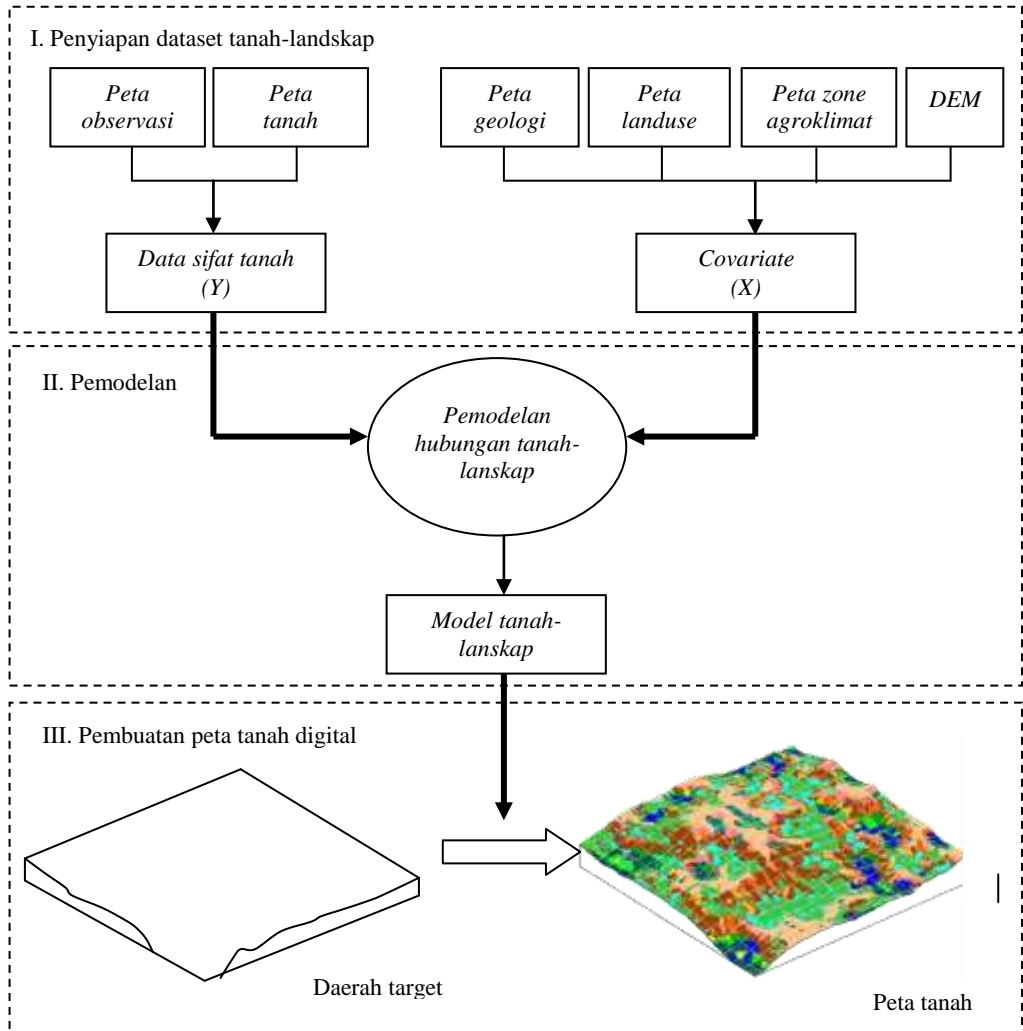 I. Penyiapan dataset tanah-landskap
Peta
observasi
Peta
tanah
Peta
geologi
Peta
landuse
Peta zone
agroklimat
DEM
Data sifat tanah
(Y)
Covariate
(X)
II. Pemodelan
Pemodelan
hubungan tanah-
lanskap
Model tanah-
lanskap
III. Pembuatan peta tanah digital
Daerah target
Peta tanah